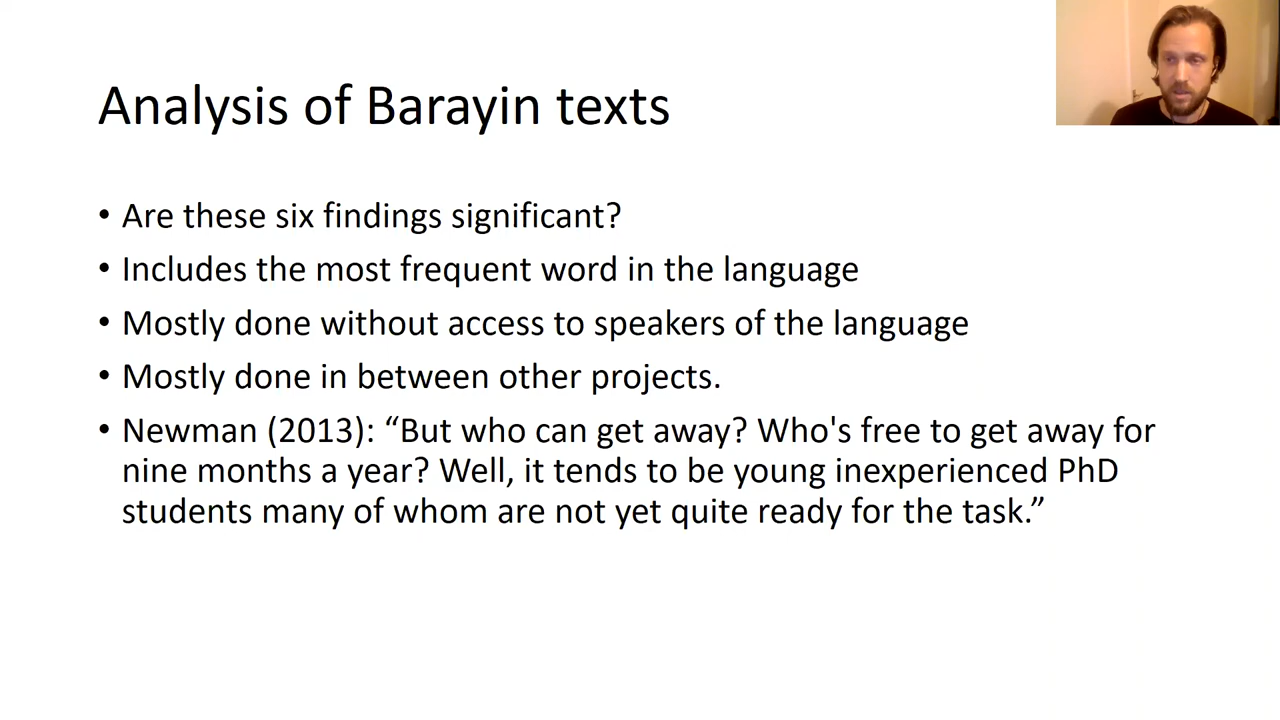 Analysis of Barayin texts
• Are these six findings significant?
• Includes the most frequent word in the language
• Mostly done without access to speakers of the language
• Mostly done in between other projects.
• Newman (2013): “But who can get away? Who's free to get away for
nine months a year? Well, it tends to be young inexperienced PhD
students many of whom are not yet quite ready for the task.”